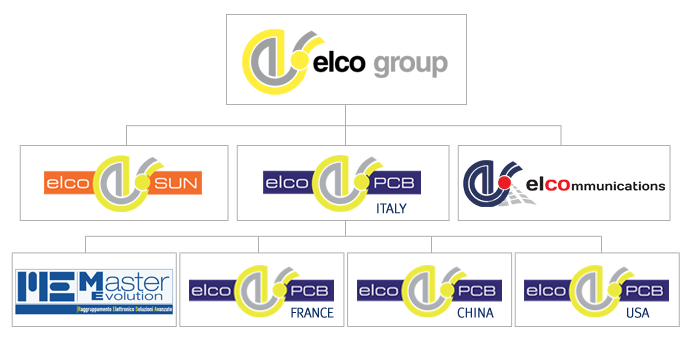 elco group
elco SUN
elco PCB
ITALY
elcommunications
ME Master
Evolution
Raggruppamento Elettronico Soluzioni Avanzate
elco PCB
FRANCE
elco PCB
CHINA
elco PCB
USA